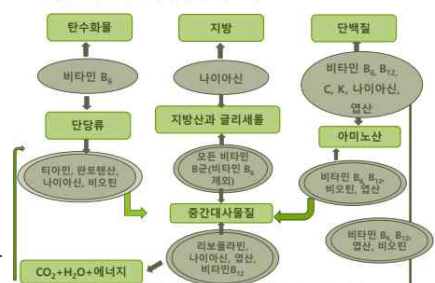 탄수화물
지방
단백질
비타민 B6
나이아신
비타민 B6, B12,
C, K, 나이아신,
엽산
단당류
지방산과 글리세롤
아미노산
티아민, 판토텐산,
나이아신, 비오틴
모든 비타민
B군(비타민 B6
제외)
비타민 B6, B12,
비오틴, 엽산
중간대사물질
리보플라빈,
나이아신, 엽산,
비타민B12
비타민 B6, B12,
엽산, 비오틴
CO2+H2O+에너지